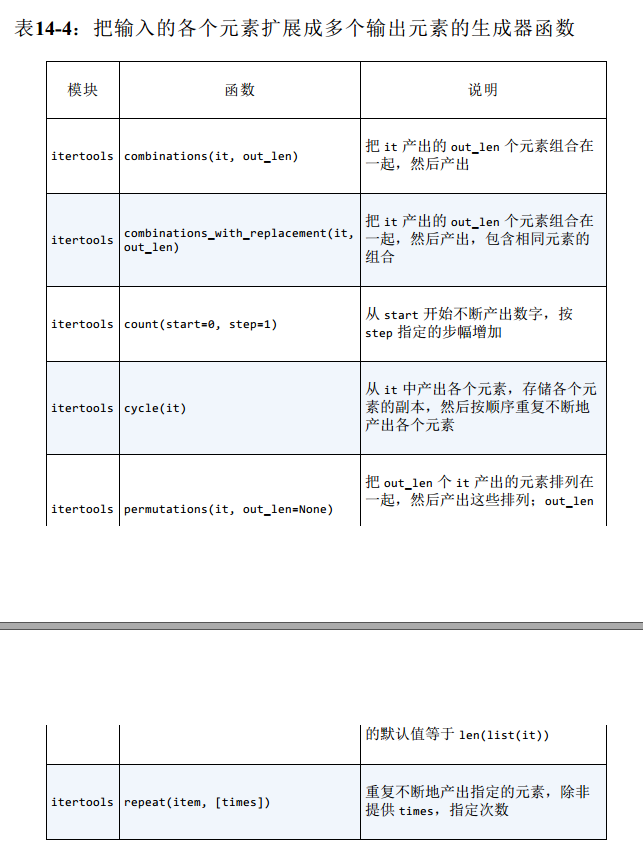 表14-4：把输入的各个元素扩展成多个输出元素的生成器函数
模块 函数 说明
itertools combinations(it, out_len) 把 it 产出的 out_len 个元素组合在
一起，然后产出
itertools combinations_with_replacement(it,
out_len) 把 it 产出的 out_len 个元素组合在
一起，然后产出，包含相同元素的
组合
itertools count(start=0, step=1) 从 start 开始不断产出数字，按
step 指定的步幅增加
itertools cycle(it) 从 it 中产出各个元素，存储各个元
素的副本，然后按顺序重复不断地
产出各个元素
itertools permutations(it, out_len=None) 把 out_len 个 it 产出的元素排列在
一起，然后产出这些排列；out_len
的默认值等于 len(list(it))
itertools repeat(item, [times]) 重复不断地产出指定的元素，除非
提供 times，指定次数